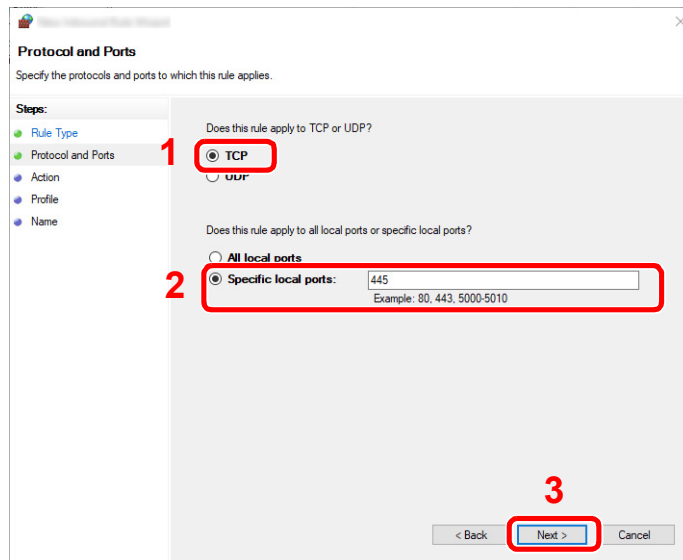 Protocol and Ports
Specify the protocols and ports to which this rule applies.
Steps:
Rule Type
Protocol and Ports
Action
Profile
Name
Does this rule apply to TCP or UDP?
1
TCP
UDP
Does this rule apply to all local ports or specific local ports?
All local ports
2
Specific local ports:
445
Example: 80, 443, 5000-5010
3
< Back
Next >
Cancel